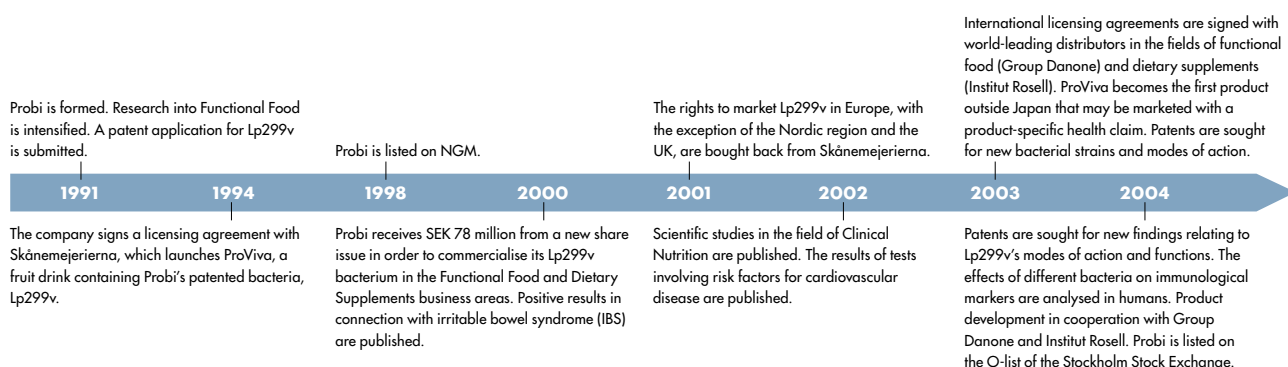 Probi is formed. Research into Functional Food
is intensified. A patent application for Lp299v
is submitted.
Probi is listed on NGM.
The rights to market Lp299v in Europe, with
the exception of the Nordic region and the
UK, are bought back from Skånemejerierna.
International licensing agreements are signed with
world-leading distributors in the fields of functional
food (Group Danone) and dietary supplements
(Institut Rosell). ProViva becomes the first product
outside Japan that may be marketed with a
product-specific health claim. Patents are sought
for new bacterial strains and modes of action.
1991 1994 1998 2000 2001 2002 2003 2004
The company signs a licensing agreement with
Skånemejerierna, which launches ProViva, a
fruit drink containing Probi's patented bacteria,
Lp299v.
Probi receives SEK 78 million from a new share
issue in order to commercialise its Lp299v
bacterium in the Functional Food and Dietary
Supplements business areas. Positive results in
connection with irritable bowel syndrome (IBS)
are published.
Scientific studies in the field of Clinical
Nutrition are published. The results of tests
involving risk factors for cardiovascular
disease are published.
Patents are sought for new findings relating to
Lp299v's modes of action and functions. The
effects of different bacteria on immunological
markers are analysed in humans. Product
development in cooperation with Group
Danone and Institut Rosell. Probi is listed on
the O-list of the Stockholm Stock Exchange.